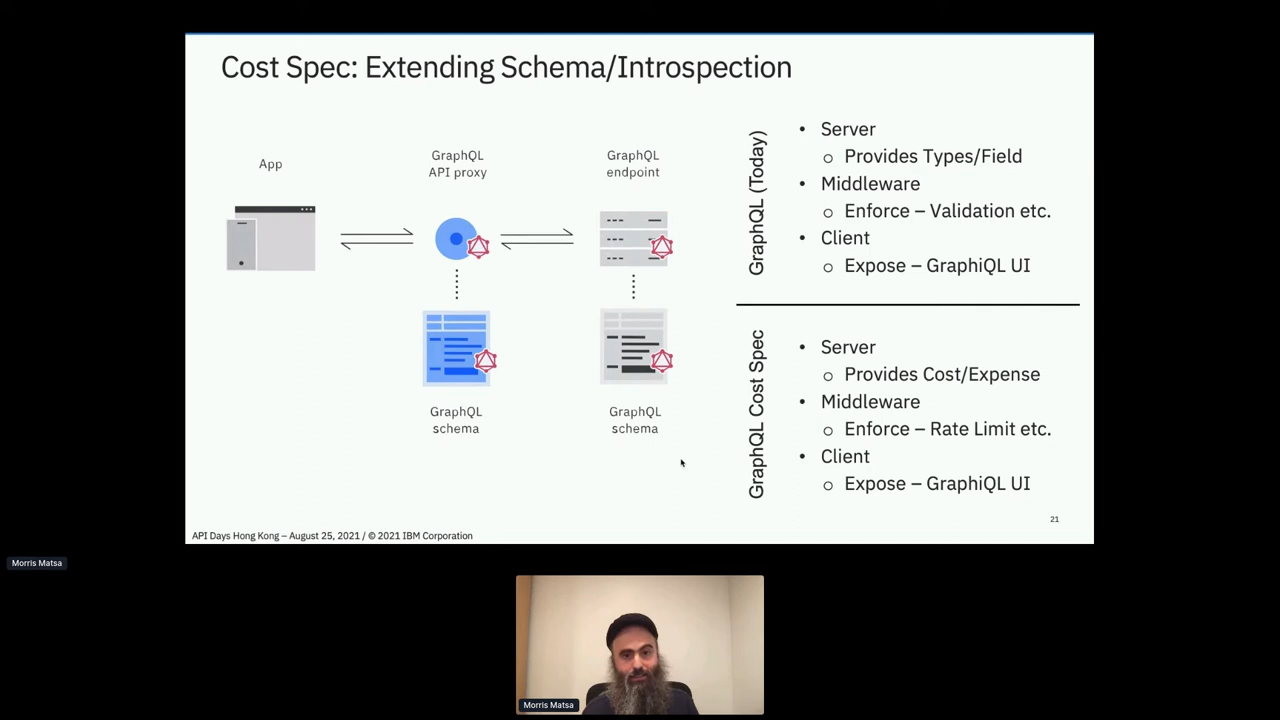 Cost Spec: Extending Schema/Introspection
App
GraphQL
API proxy
GraphQL
endpoint
GraphQL
schema
GraphQL
schema
GraphQL (Today)
• Server
o Provides Types/Field
• Middleware
o Enforce – Validation etc.
• Client
o Expose – GraphiQL UI
GraphQL Cost Spec
• Server
o Provides Cost/Expense
• Middleware
o Enforce – Rate Limit etc.
• Client
o Expose – GraphiQL UI
21
API Days Hong Kong – August 25, 2021 / © 2021 IBM Corporation
Morris Matsa
Morris Matsa